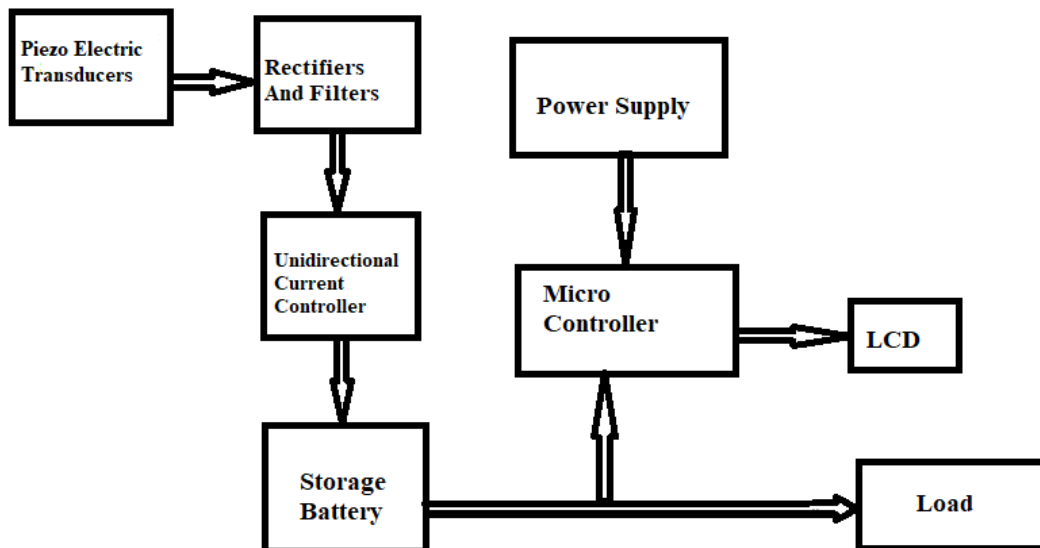 Piezo Electric
Transducers
Rectifiers
And Filters
Power Supply
Unidirectional
Current
Controller
Micro
Controller
LCD
Storage
Battery
Load